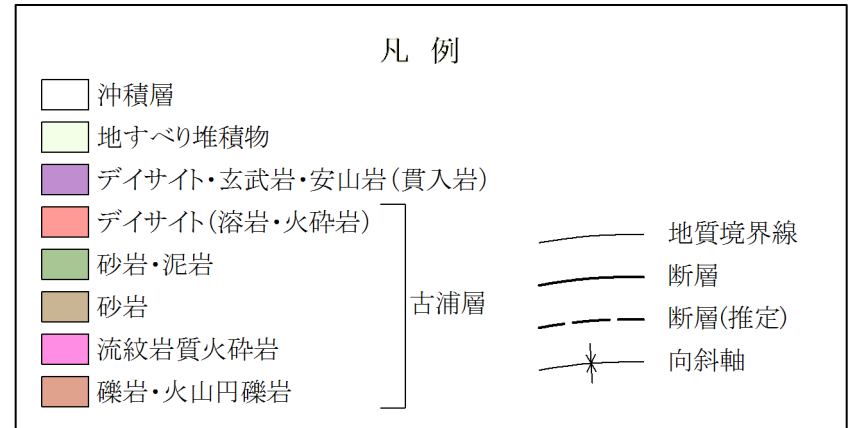 凡 例
沖積層
地すべり堆積物
デイサイト・玄武岩・安山岩(貫入岩)
デイサイト(溶岩・火砕岩)
砂岩・泥岩
砂岩
流紋岩質火砕岩
礫岩・火山円礫岩
古浦層
地質境界線
断層
断層(推定)
向斜軸